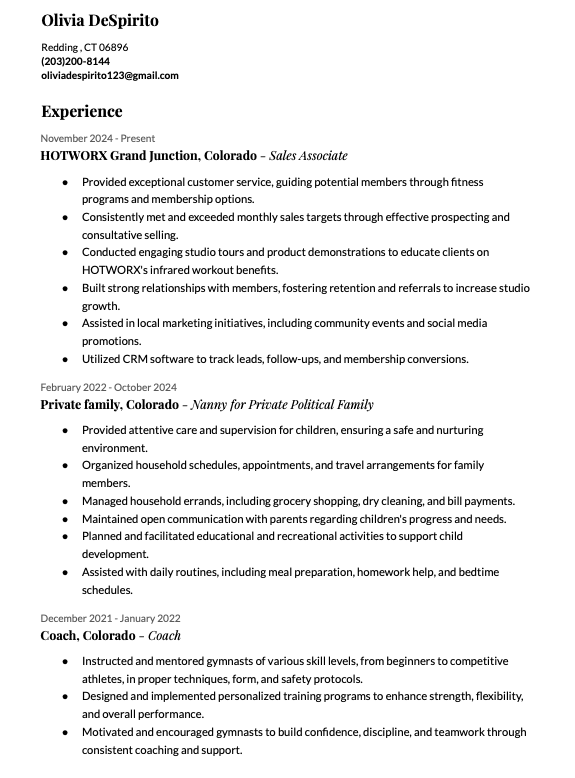 Olivia DeSpirito
Redding , CT 06896
(203)200-8144
oliviadespirito123@gmail.com
Experience
November 2024 - Present
HOTWORX Grand Junction, Colorado – Sales Associate
● Provided exceptional customer service, guiding potential members through fitness
programs and membership options.
● Consistently met and exceeded monthly sales targets through effective prospecting and
consultative selling.
● Conducted engaging studio tours and product demonstrations to educate clients on
HOTWORX's infrared workout benefits.
● Built strong relationships with members, fostering retention and referrals to increase studio
growth.
● Assisted in local marketing initiatives, including community events and social media
promotions.
● Utilized CRM software to track leads, follow-ups, and membership conversions.
February 2022 - October 2024
Private family, Colorado – Nanny for Private Political Family
● Provided attentive care and supervision for children, ensuring a safe and nurturing
environment.
● Organized household schedules, appointments, and travel arrangements for family
members.
● Managed household errands, including grocery shopping, dry cleaning, and bill payments.
● Maintained open communication with parents regarding children's progress and needs.
● Planned and facilitated educational and recreational activities to support child
development.
● Assisted with daily routines, including meal preparation, homework help, and bedtime
schedules.
December 2021 - January 2022
Coach, Colorado – Coach
● Instructed and mentored gymnasts of various skill levels, from beginners to competitive
athletes, in proper techniques, form, and safety protocols.
● Designed and implemented personalized training programs to enhance strength, flexibility,
and overall performance.
● Motivated and encouraged gymnasts to build confidence, discipline, and teamwork through
consistent coaching and support.